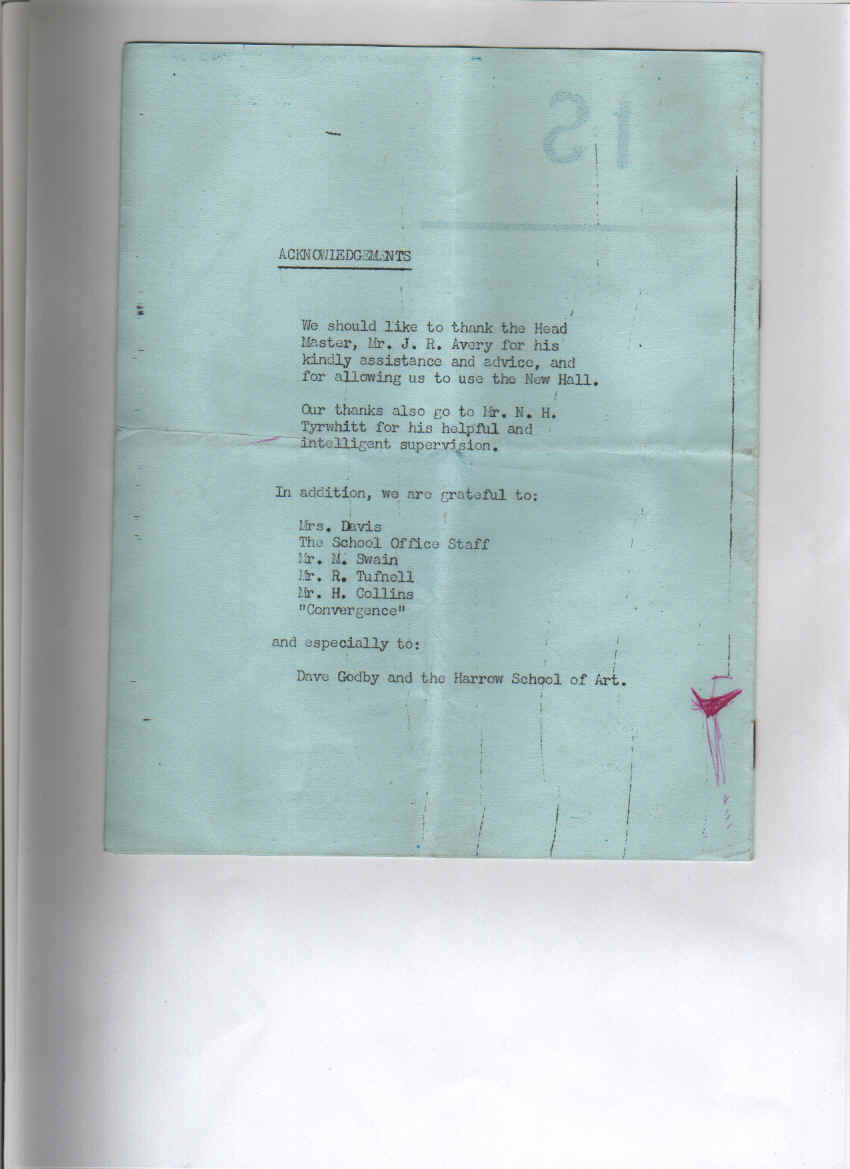 ACKNOWLEDGEMENTS
We should like to thank the Head
Master, Mr. J. R. Avery for his
kindly assistance and advice, and
for allowing us to use the New Hall.
Our thanks also go to Mr. N. H.
Tyrwhitt for his helpful and
intelligent supervision.
In addition, we are grateful to:
Mrs. Davis
The School Office Staff
Mr. M. Swain
Mr. R. Tufnell
Mr. H. Collins
"Convergence"
and especially to:
Dave Godby and the Harrow School of Art.